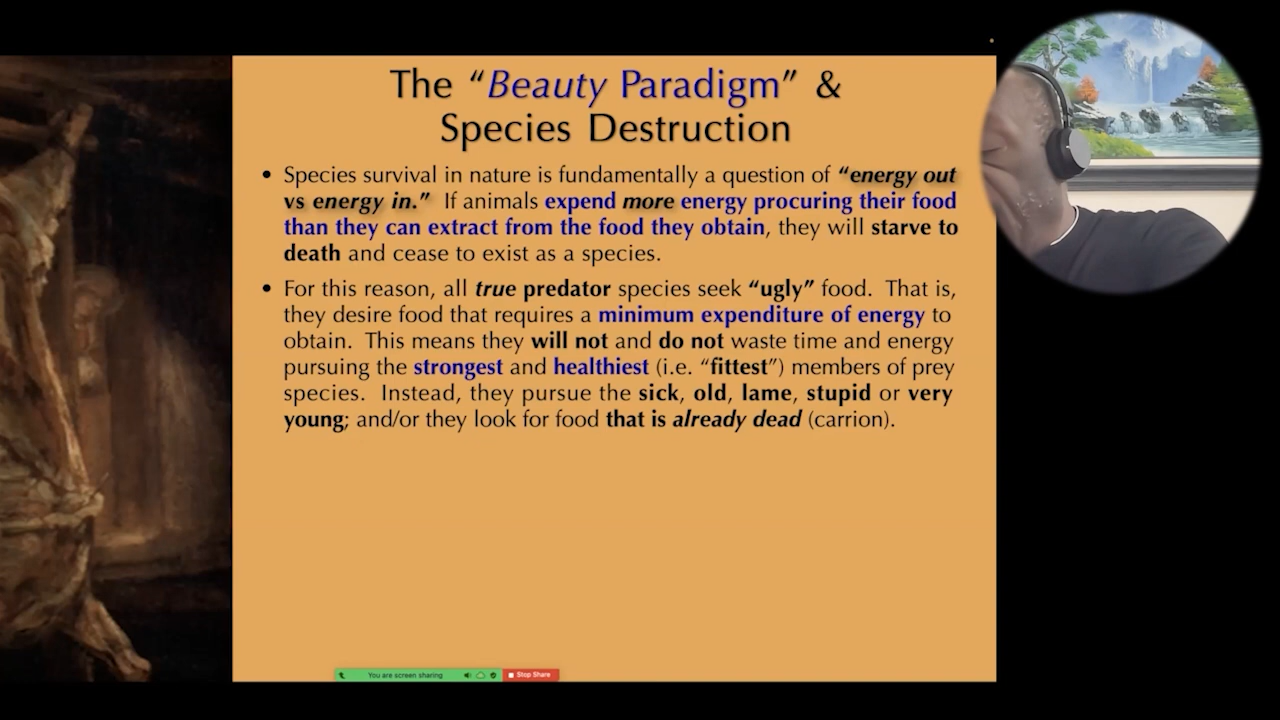 The “Beauty Paradigm” &
Species Destruction
• Species survival in nature is fundamentally a question of “energy out
vs energy in.” If animals expend more energy procuring their food
than they can extract from the food they obtain, they will starve to
death and cease to exist as a species.
• For this reason, all true predator species seek “ugly” food. That is,
they desire food that requires a minimum expenditure of energy to
obtain. This means they will not and do not waste time and energy
pursuing the strongest and healthiest (i.e. “fittest”) members of prey
species. Instead, they pursue the sick, old, lame, stupid or very
young; and/or they look for food that is already dead (carrion).
You are screen sharing
Stop Share